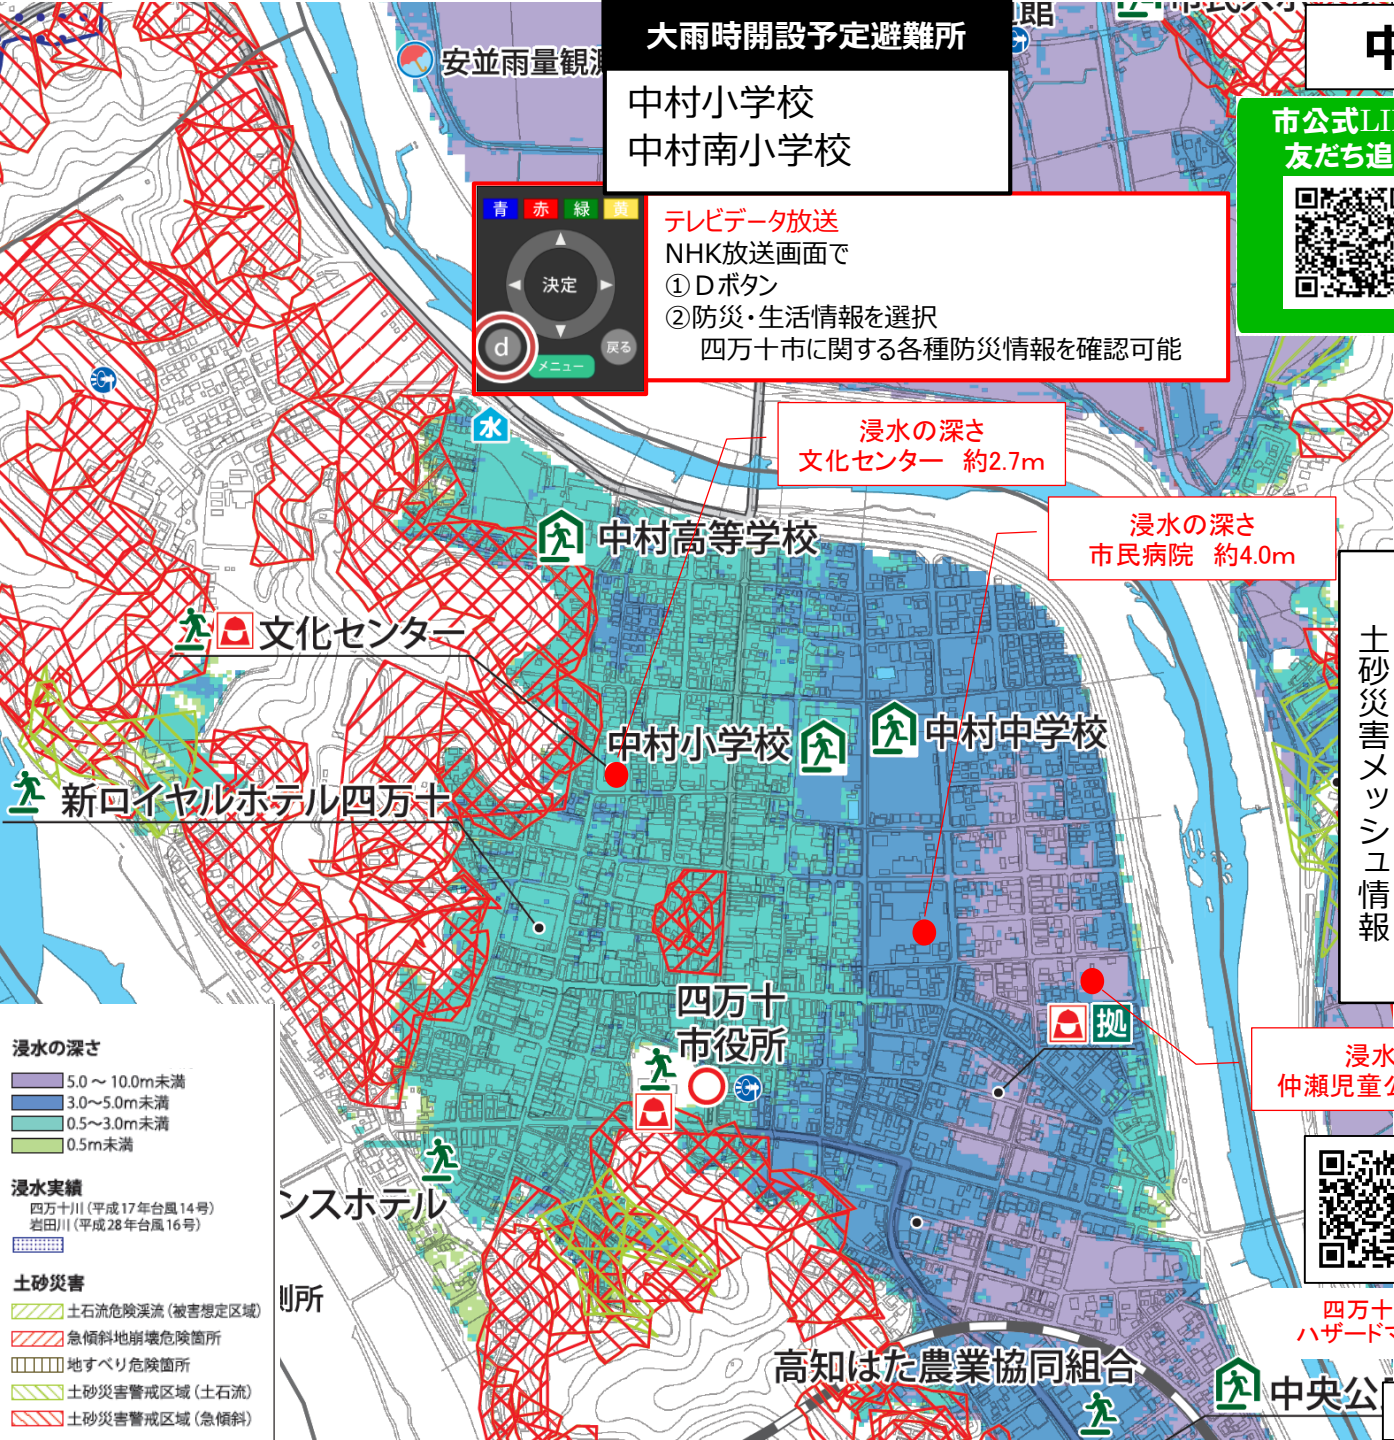 大雨時開設予定避難所
中村小学校
中村南小学校
館
安並雨量観
中
市公式LI
友だち追
青 赤 緑 黄
決定
d
戻る
メニュー
テレビデータ放送
NHK放送画面で
①Dボタン
②防災・生活情報を選択
四万十市に関する各種防災情報を確認可能
水
浸水の深さ
文化センター 約2.7m
浸水の深さ
市民病院 約4.0m
中村高等学校
文化センター
中村小学校
中村中学校
新ロイヤルホテル四万十
土砂災害メッシュ情報
四万十
市役所
拠
浸水
仲瀬児童公
ンスホテル
則所
高知はた農業協同組合
中央公
四万十
ハザードマ
浸水の深さ
5.0～10.0m未満
3.0～5.0m未満
0.5～3.0m未満
0.5m未満
浸水実績
四万十川(平成17年台風14号)
岩田川(平成28年台風16号)
土砂災害
土石流危険渓流(被害想定区域)
急傾斜地崩壊危険箇所
地すべり危険箇所
土砂災害警戒区域(土石流)
土砂災害警戒区域(急傾斜)